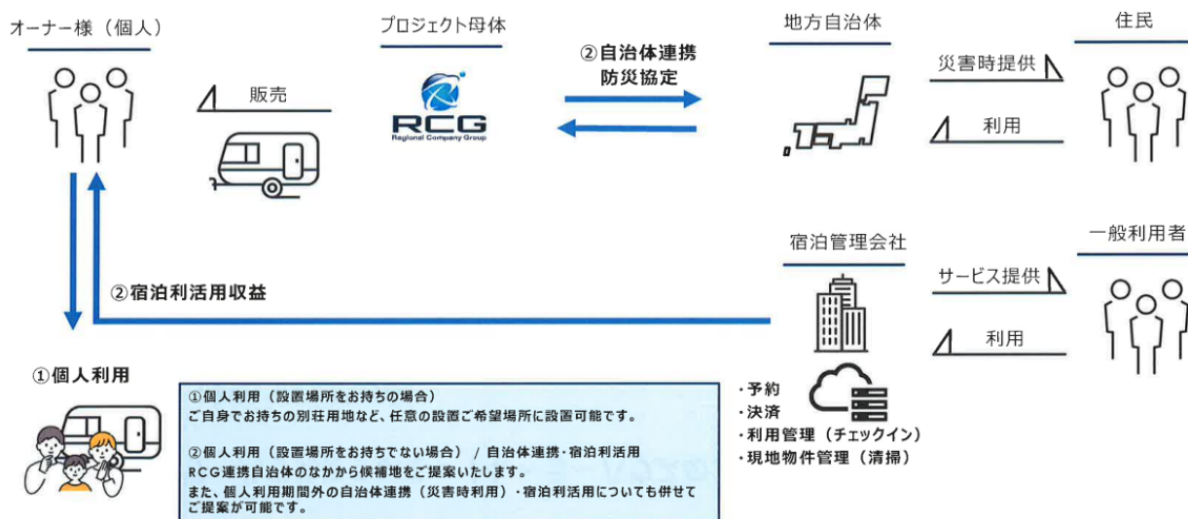 オーナー様（個人）
プロジェクト母体
地方自治体
住民
販売
RCG
Regional Company Group
②自治体連携
防災協定
災害時提供
利用
宿泊管理会社
一般利用者
サービス提供
利用
②宿泊利活用収益
①個人利用
・予約
・決済
・利用管理（チェックイン）
・現地物件管理（清掃）
①個人利用（設置場所をお持ちの場合）
ご自身でお持ちの別荘用地など、任意の設置ご希望場所に設置可能です。
②個人利用（設置場所をお持ちでない場合） / 自治体連携・宿泊利活用
RCG連携自治体のなかから候補地をご提案いたします。
また、個人利用期間外の自治体連携（災害時利用）・宿泊利活用についても併せて
ご提案が可能です。